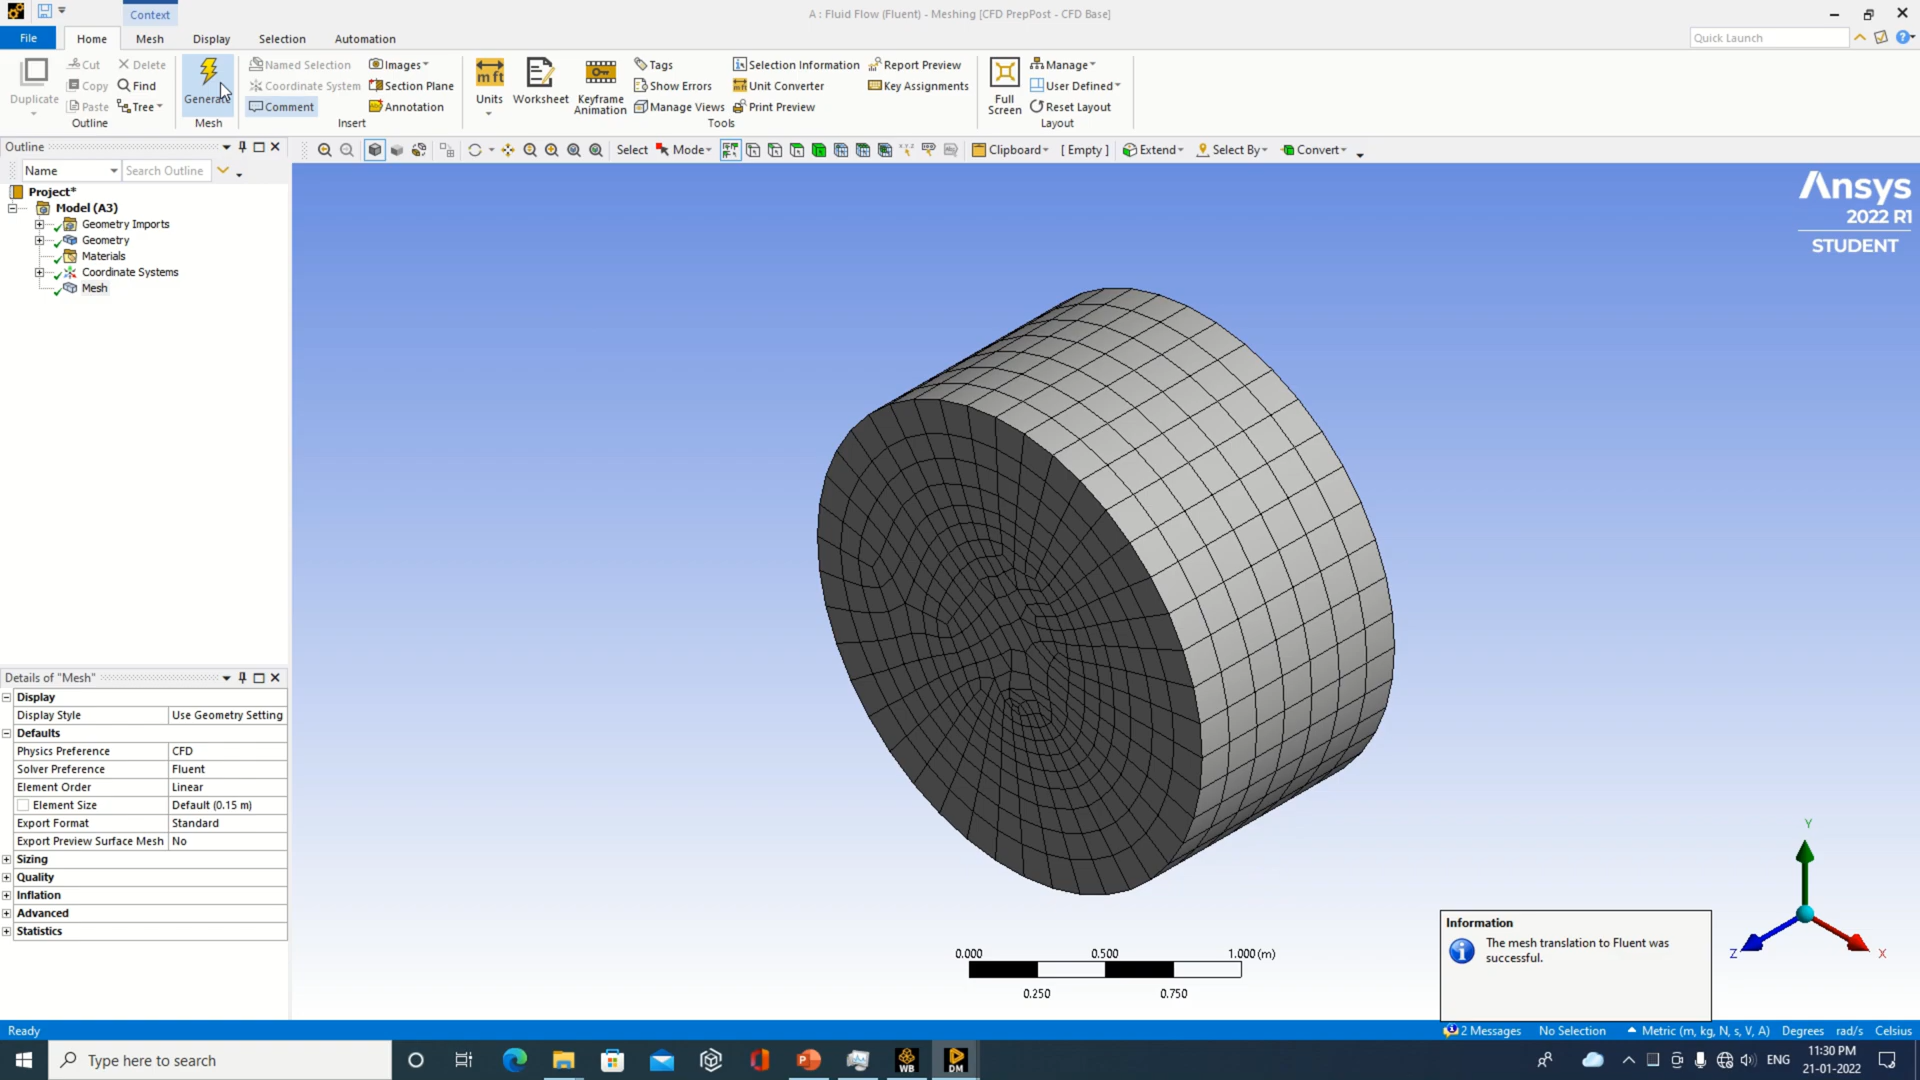 Context
A : Fluid Flow (Fluent) - Meshing [CFD PrepPost - CFD Base]
File Home Mesh Display Selection Automation
Quick Launch
Duplicate
Cut Delete
Copy Find
Paste Tree
Outline
Generate
Mesh
Named Selection Images
Coordinate System Section Plane
Comment Annotation
Insert
m ft
Units
Worksheet
Keyframe Animation
Tags Selection Information Report Preview
Show Errors Unit Converter Key Assignments
Manage Views Print Preview
Tools
Full Screen
Manage
User Defined
Reset Layout
Layout
Outline
Name Search Outline
Select Mode Clipboard [ Empty ] Extend Select By Convert
Project*
Model (A3)
Geometry Imports
Geometry
Materials
Coordinate Systems
Mesh
Ansys
2022 R1
STUDENT
Details of "Mesh"
Display
Display Style Use Geometry Setting
Defaults
Physics Preference CFD
Solver Preference Fluent
Element Order Linear
Element Size Default (0.15 m)
Export Format Standard
Export Preview Surface Mesh No
Sizing
Quality
Inflation
Advanced
Statistics
0.000 0.500 1.000 (m)
0.250 0.750
Y
Z
X
Information
The mesh translation to Fluent was
successful.
Ready
2 Messages No Selection Metric (m, kg, N, s, V, A) Degrees rad/s Celsius
Type here to search
WB
DM
ENG
11:30 PM
21-01-2022